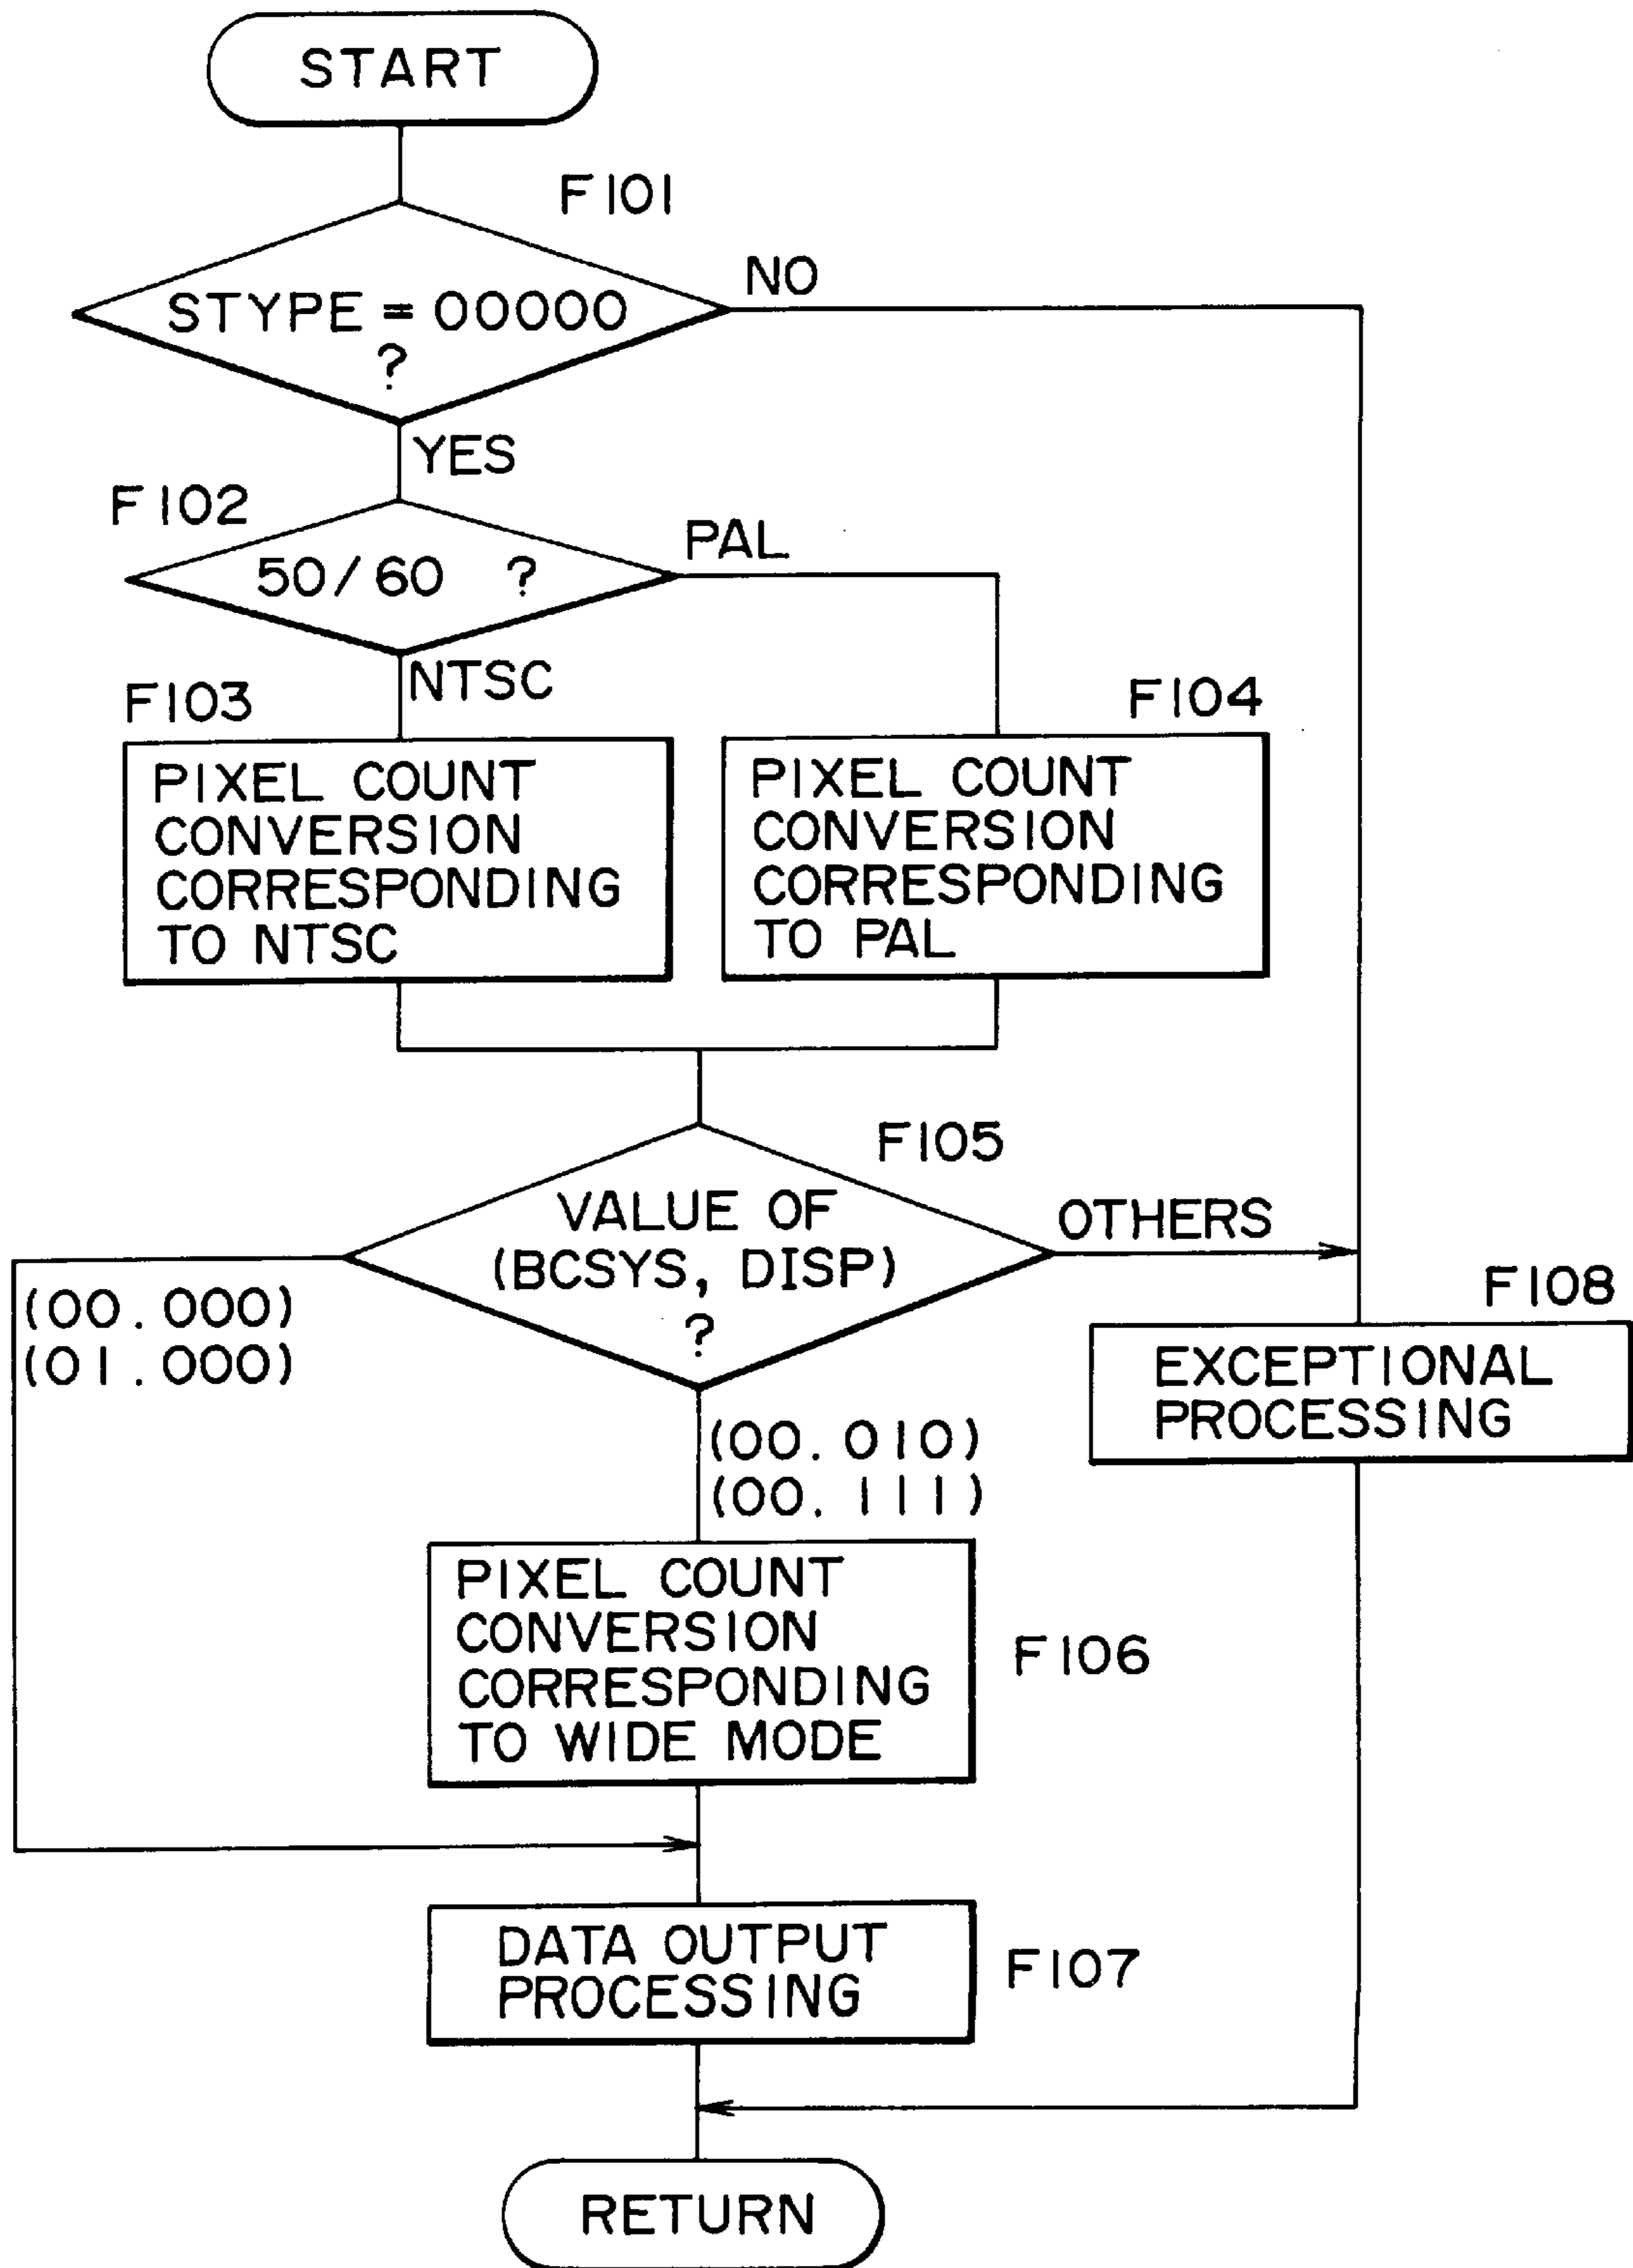 START
F101
STYPE = 00000
?
NO
YES
F102
50/60 ?
PAL
NTSC
F103
PIXEL COUNT
CONVERSION
CORRESPONDING
TO NTSC
F104
PIXEL COUNT
CONVERSION
CORRESPONDING
TO PAL
F105
VALUE OF
(BCSYS, DISP)
?
OTHERS
(00.000)
(01.000)
F108
EXCEPTIONAL
PROCESSING
(00.010)
(00.111)
PIXEL COUNT
CONVERSION
CORRESPONDING
TO WIDE MODE
F106
DATA OUTPUT
PROCESSING
F107
RETURN